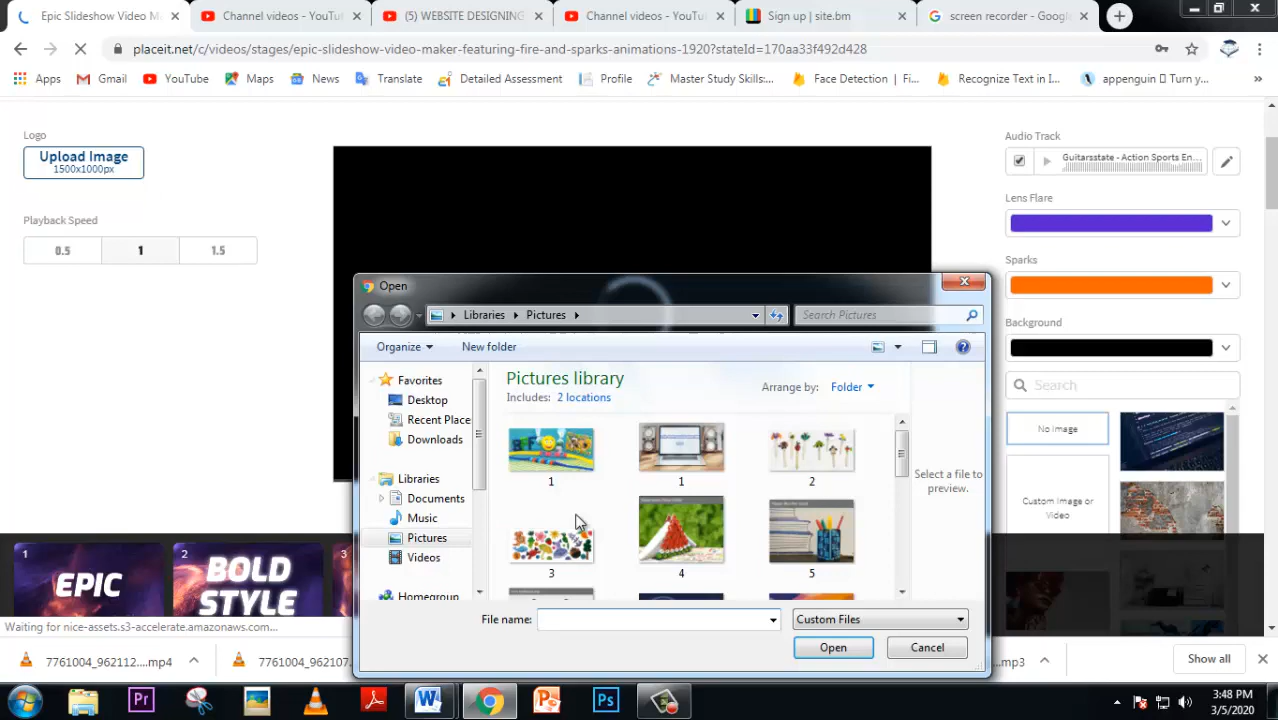 Epic Slideshow Video M
Channel videos - YouTu
(5) WEBSITE DESIGNING
Channel videos - YouTu
Sign up | site.bm
screen recorder - Google
placeit.net/c/videos/stages/epic-slideshow-video-maker-featuring-fire-and-sparks-animations-1920?stateId=170aa33f492d428
Apps
Gmail
YouTube
Maps
News
Translate
Detailed Assessment
Profile
Master Study Skills:...
Face Detection | Fi...
Recognize Text in I...
appenguin Turn y...
Logo
Upload Image
1500x1000px
Playback Speed
0.5
1
1.5
Audio Track
Guitarsstate - Action Sports En...
Lens Flare
Sparks
Background
Search
No Image
Custom Image or
Video
Open
Libraries
Pictures
Search Pictures
Organize
New folder
Favorites
Desktop
Recent Place
Downloads
Libraries
Documents
Music
Pictures
Videos
Homegroup
Pictures library
Includes: 2 locations
Arrange by:
Folder
1
1
2
3
4
5
Select a file to
preview.
File name:
Custom Files
Open
Cancel
1
EPIC
2
BOLD
STYLE
3
Waiting for nice-assets.s3-accelerate.amazonaws.com...
7761004_962112....mp4
7761004_962107.
...mp3
Show all
3:48 PM
3/5/2020